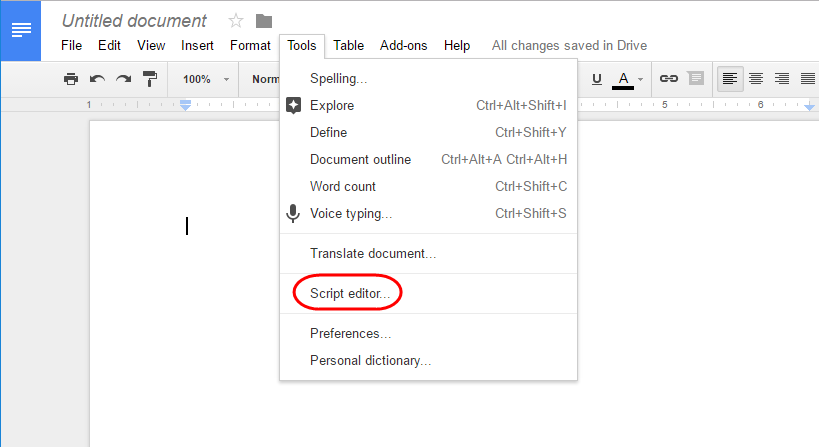 Untitled document
File Edit View Insert Format Tools Table Add-ons Help All changes saved in Drive
100% Norm U A
1 5 6
Spelling...
Explore Ctrl+Alt+Shift+I
Define Ctrl+Shift+Y
Document outline Ctrl+Alt+A Ctrl+Alt+H
Word count Ctrl+Shift+C
Voice typing... Ctrl+Shift+S
Translate document...
Script editor...
Preferences...
Personal dictionary...